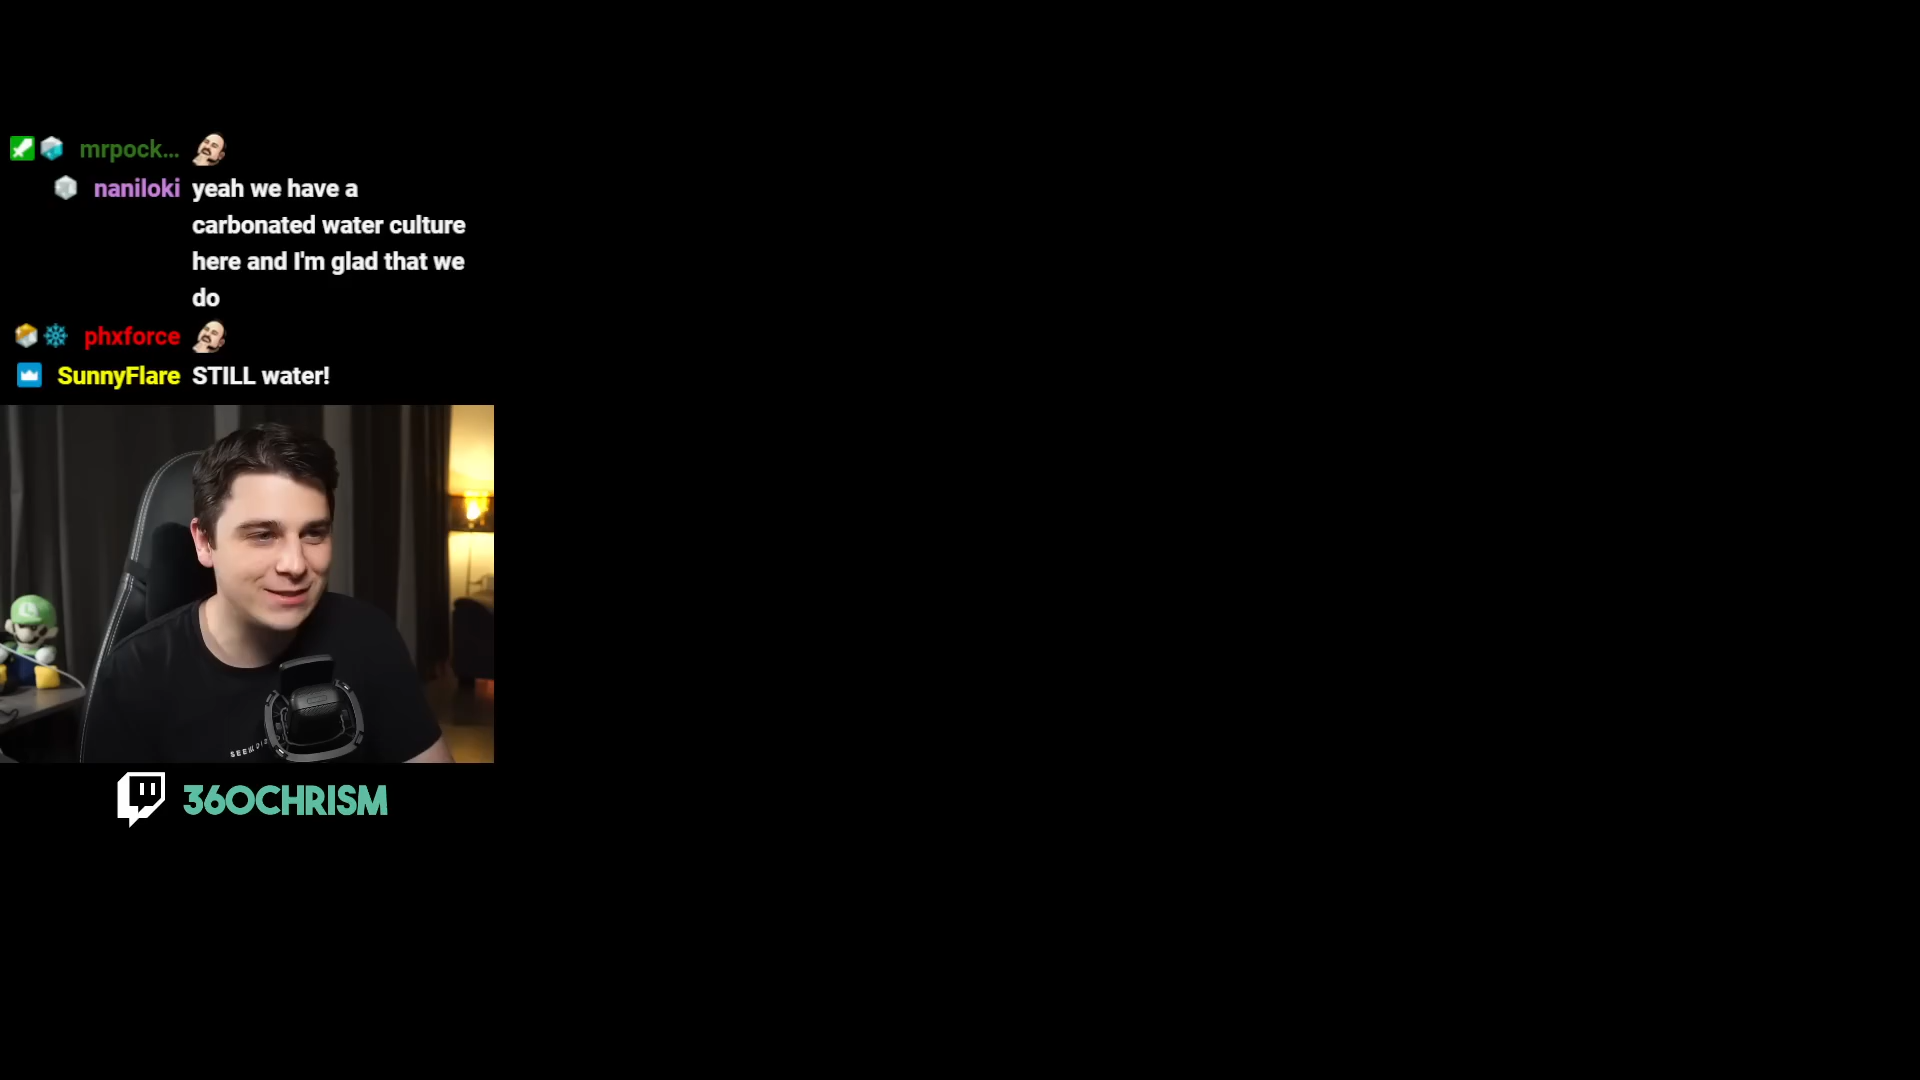 mrpock...
naniloki yeah we have a
carbonated water culture
here and I'm glad that we
do
phxforce
SunnyFlare STILL water!
360CHRISM